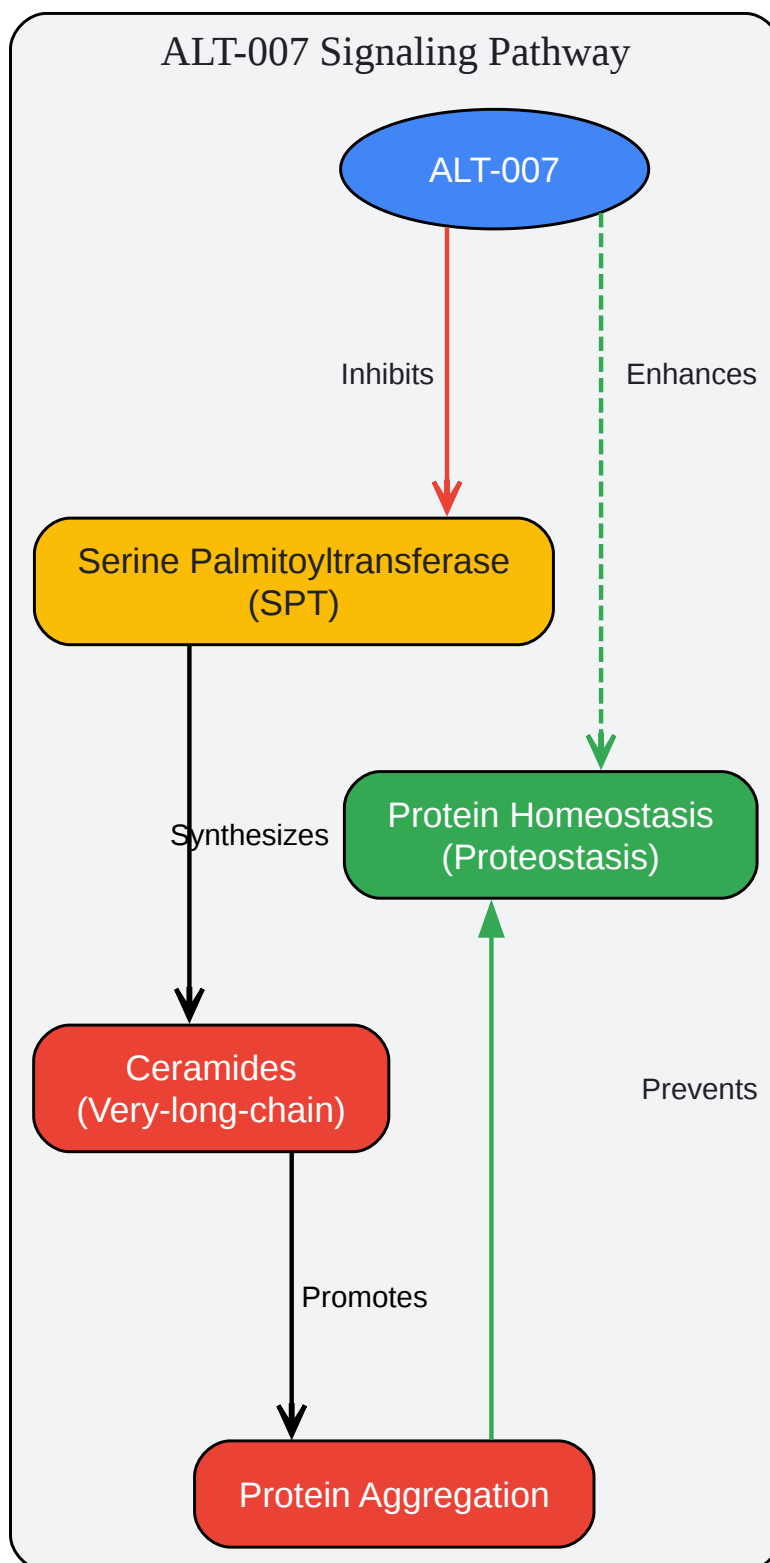 ALT-007 Signaling Pathway
ALT-007
Inhibits
Enhances
Serine Palmitoyltransferase
(SPT)
Protein Homeostasis
(Proteostasis)
Synthesizes
Ceramides
(Very-long-chain)
Prevents
Promotes
Protein Aggregation